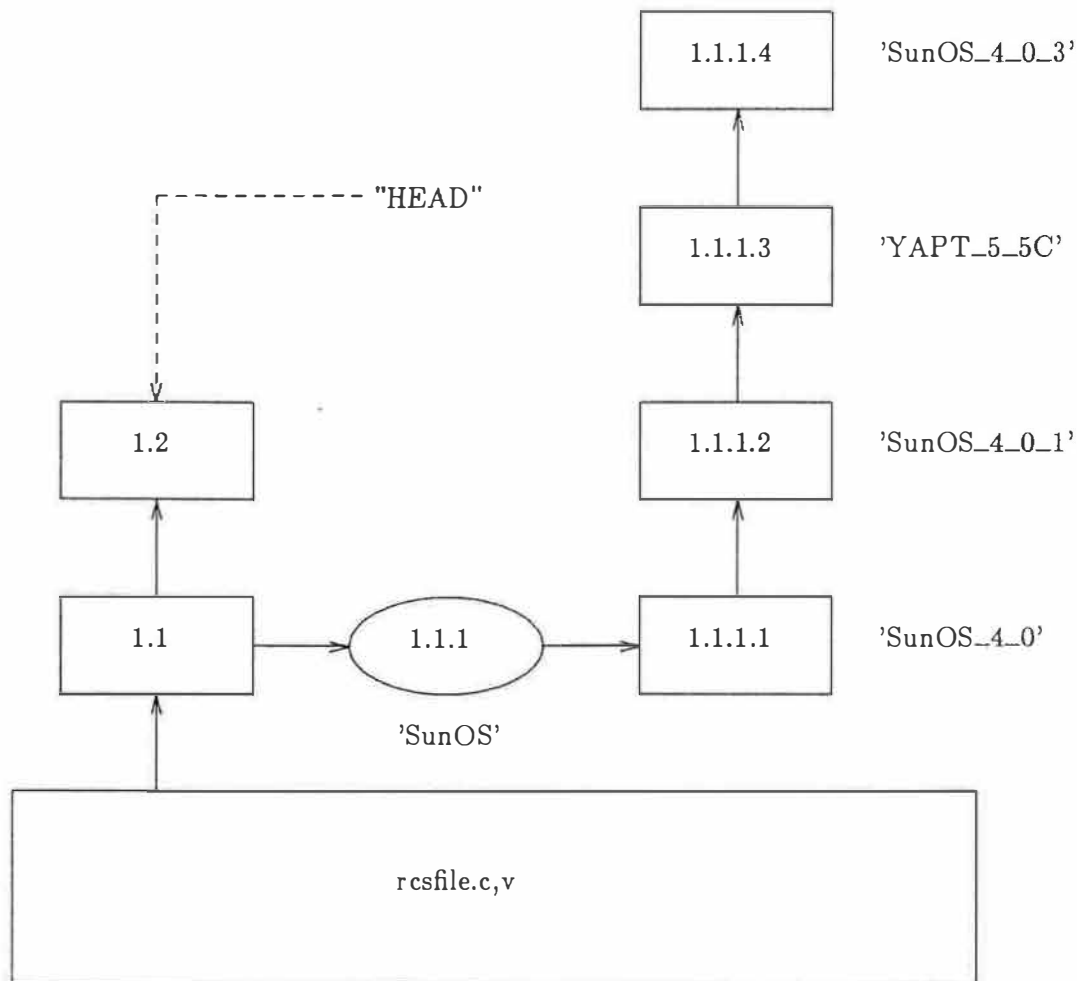 1.1.1.4 'SunOS_4_0_3'
"HEAD"
1.1.1.3 'YAPT_5_5C'
1.2 1.1.1.2 'SunOS_4_0_1'
1.1 1.1.1 1.1.1.1 'SunOS_4_0'
'SunOS'
rcsfile.c,v